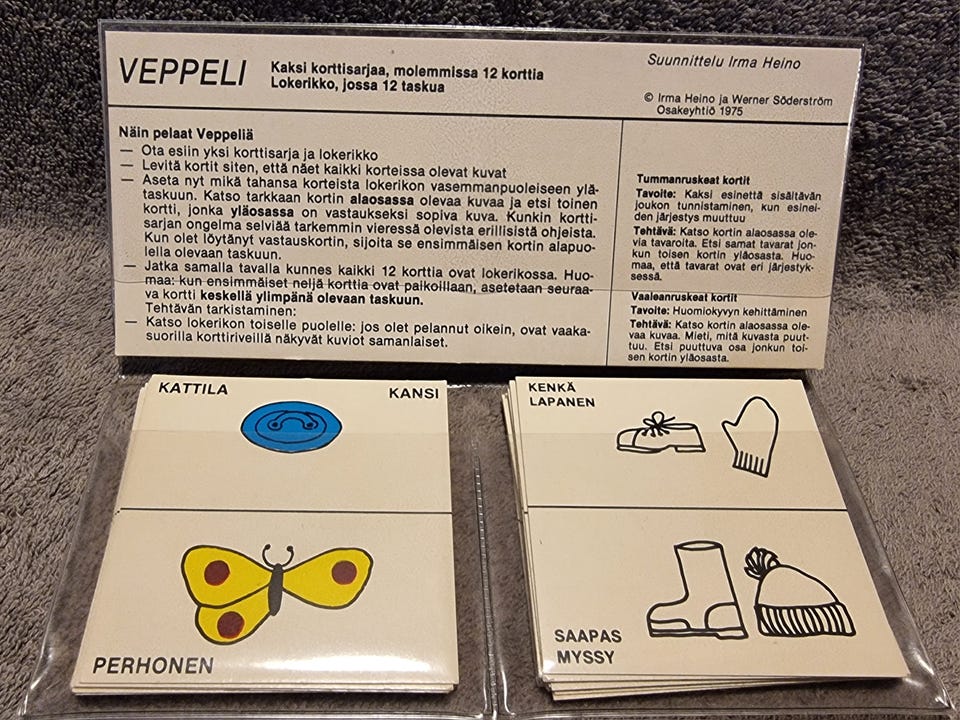 VEPPELI
Kaksi korttisarjaa, molemmissa 12 korttia
Lokerikko, jossa 12 taskua
Suunnittelu Irma Heino
© Irma Heino ja Werner Söderström
Osakeyhtiö 1975
Näin pelaat Veppeliä
— Ota esiin yksi korttisarja ja lokerikko
— Levitä kortit siten, että näet kaikki korteissa olevat kuvat
— Aseta nyt mikä tahansa korteista lokerikon vasemmanpuoleiseen ylä-
taskuun. Katso tarkkaan kortin alaosassa olevaa kuvaa ja etsi toinen
kortti, jonka yläosassa on vastaukseksi sopiva kuva. Kunkin kortti-
sarjan ongelma selviää tarkemmin vieressä olevista erillisistä ohjeista.
Kun olet löytänyt vastauskortin, sijoita se ensimmäisen kortin alapuo-
lella olevaan taskuun.
— Jatka samalla tavalla kunnes kaikki 12 korttia ovat lokerikossa. Huo-
maa: kun ensimmäiset neljä korttia ovat paikoillaan, asetetaan seuraa-
va kortti keskellä ylimpänä olevaan taskuun.
Tehtävän tarkistaminen:
— Katso lokerikon toiselle puolelle: jos olet pelannut oikein, ovat vaaka-
suorilla korttiriveillä näkyvät kuviot samanlaiset.
Tummanruskeat kortit
Tavoite: Kaksi esinettä sisältävän
joukon tunnistaminen, kun esinei-
den järjestys muuttuu
Tehtävä: Katso kortin alaosassa ole-
via tavaroita. Etsi samat tavarat jon-
kun toisen kortin yläosasta. Huo-
maa, että tavarat ovat eri järjestyk-
sessä.
Vaaleanruskeat kortit
Tavoite: Huomiokyvyn kehittäminen
Tehtävä: Katso kortin alaosassa ole-
vaa kuvaa. Mieti, mitä kuvasta puut-
tuu. Etsi puuttuva osa jonkun toi-
sen kortin yläosasta.
KATTILA
KANSI
PERHONEN
KENKÄ
LAPANEN
SAAPAS
MYSSY